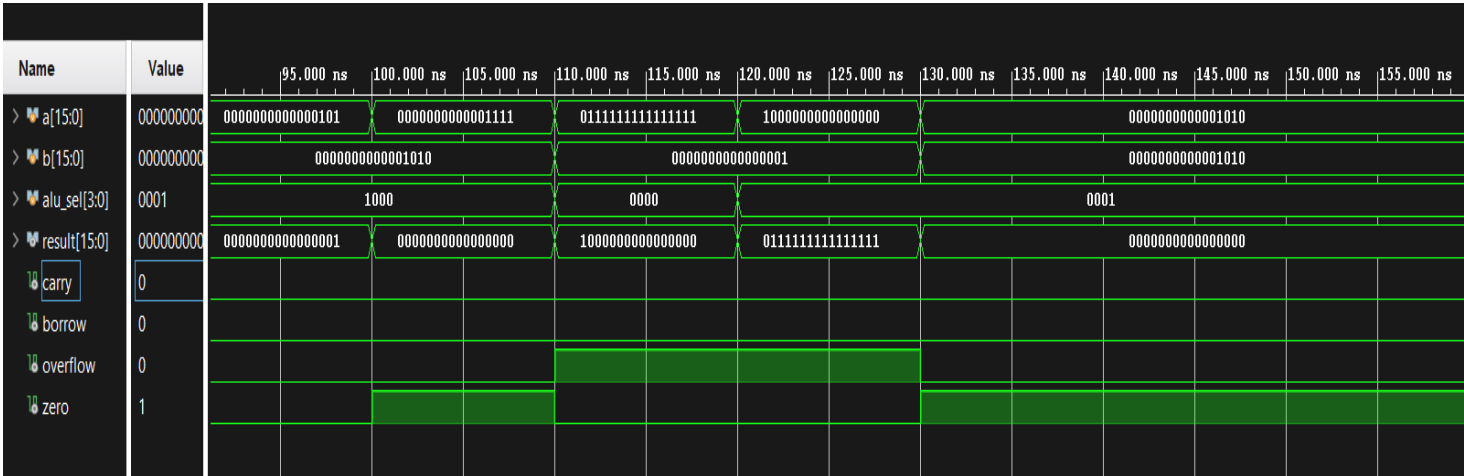 Name Value 95.000 ns 100.000 ns 105.000 ns 110.000 ns 115.000 ns 120.000 ns 125.000 ns 130.000 ns 135.000 ns 140.000 ns 145.000 ns 150.000 ns 155.000 ns
a[15:0] 000000000 0000000000000101 0000000000001111 0111111111111111 1000000000000000 0000000000001010
b[15:0] 000000000 0000000000001010 0000000000000001 0000000000001010
alu_sel[3:0] 0001 1000 0000 0001
result[15:0] 000000000 0000000000000001 0000000000000000 1000000000000000 0111111111111111 0000000000000000
carry 0
borrow 0
overflow 0
zero 1